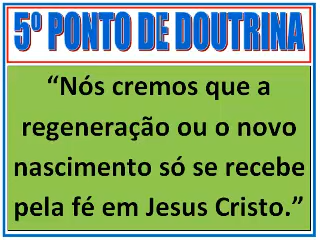 5º PONTO DE DOUTRINA
“Nós cremos que a
regeneração ou o novo
nascimento só se recebe
pela fé em Jesus Cristo.”